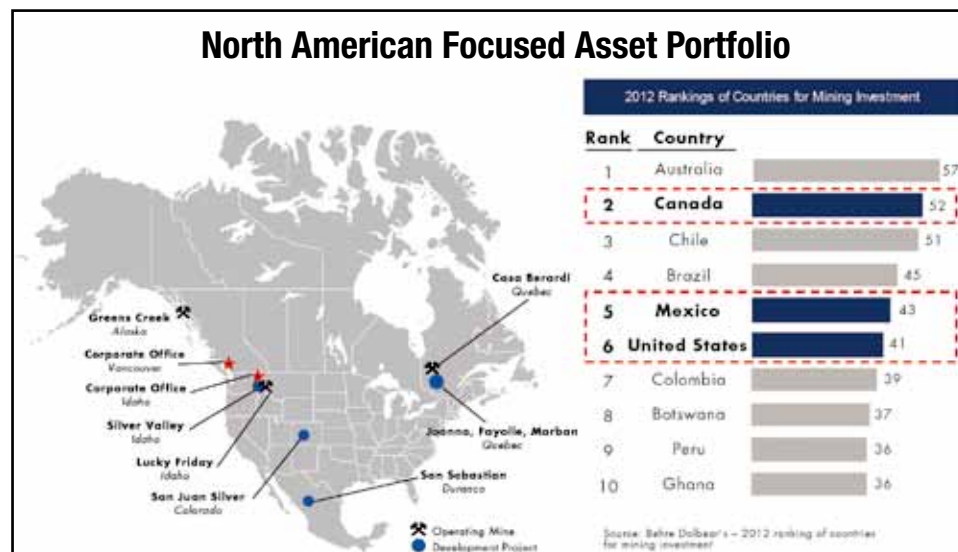 North American Focused Asset Portfolio
2012 Rankings of Countries for Mining Investment
Rank Country
1 Australia 57
2 Canada 52
3 Chile 51
4 Brazil 45
5 Mexico 43
6 United States 41
7 Colombia 39
8 Botswana 37
9 Peru 36
10 Ghana 36
Source: Behre Dolbear's – 2012 ranking of countries
for mining investment
Casa Berardi
Quebec
Greens Creek
Alaska
Corporate Office
Vancouver
Corporate Office
Idaho
Silver Valley
Idaho
Lucky Friday
Idaho
San Juan Silver
Colorado
Joanna, Fayolle, Marban
Quebec
San Sebastian
Durango
Operating Mine
Development Project